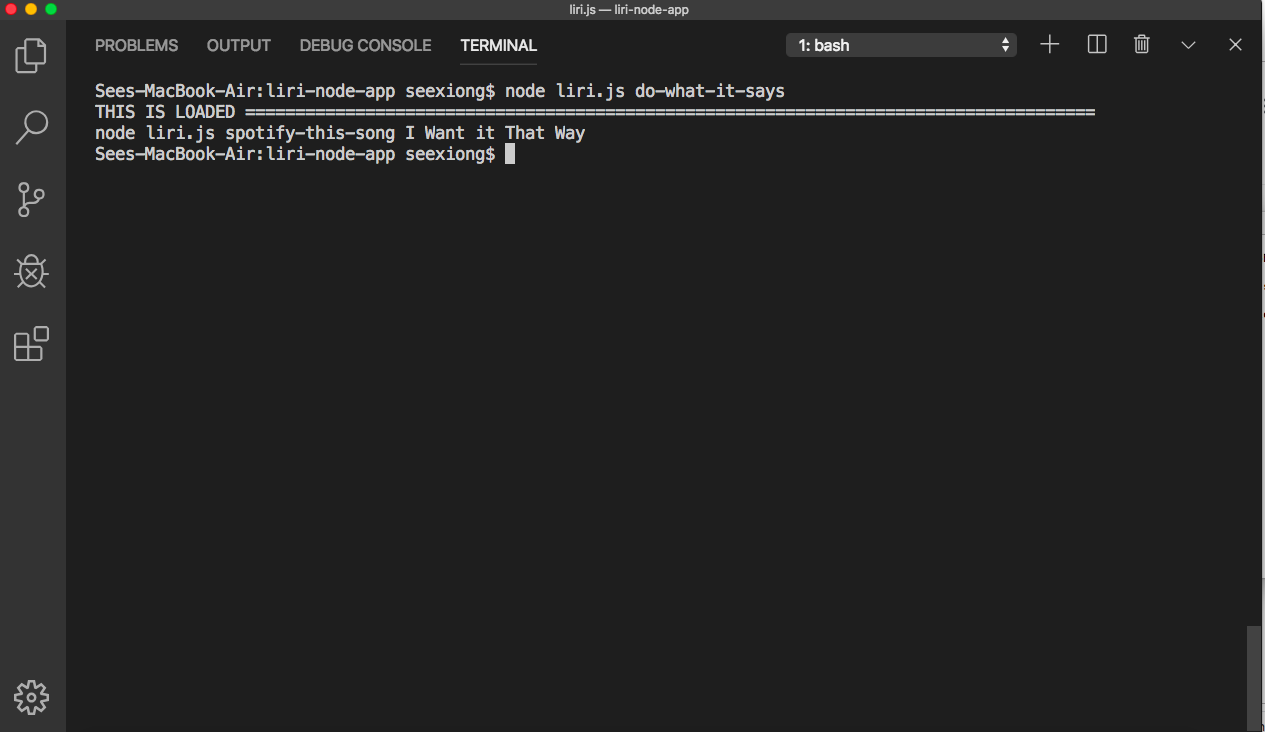 liri.js — liri-node-app
PROBLEMS OUTPUT DEBUG CONSOLE TERMINAL 1: bash
Sees-MacBook-Air:liri-node-app seexiong$ node liri.js do-what-it-says
THIS IS LOADED =====================================================================================
node liri.js spotify-this-song I Want it That Way
Sees-MacBook-Air:liri-node-app seexiong$